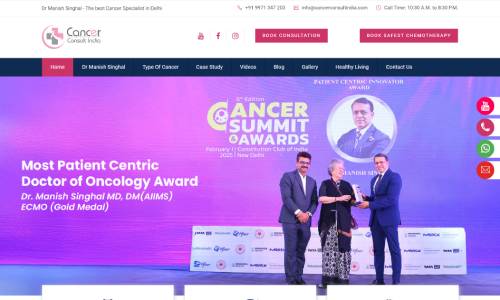 Dr Manish Singhal - The best Cancer Specialist in Delhi
+91 9971 347 200
info@cancerconsultindia.com
Call Time: 10:30 A.M. to 8:30 P.M.
Cancer
Consult India
BOOK CONSULTATION
BOOK SAFEST CHEMOTHERAPY
Home
Dr Manish Singhal
Type Of Cancer
Case Study
Videos
Blog
Gallery
Healthy Living
Contact Us
PATIENT CENTRIC INNOVATOR
AWARD
6th Edition
CANCER
SUMMIT
& AWARDS
February | Constitution Club of India
2025 | New Delhi
MANISH SIN
Most Patient Centric
Doctor of Oncology Award
Dr. Manish Singhal MD, DM(AIIMS)
ECMO (Gold Medal)